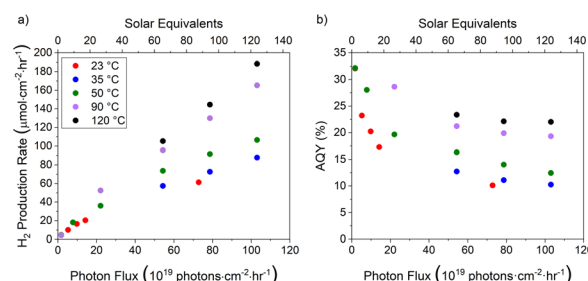 a)
Solar Equivalents
0 20 40 60 80 100 120 140
H₂ Production Rate (μmol·cm⁻²·hr⁻¹)
200
180
160
140
120
100
80
60
40
20
0
23 °C
35 °C
50 °C
90 °C
120 °C
0 20 40 60 80 100 120
Photon Flux (10¹⁹ photons·cm⁻²·hr⁻¹)
b)
Solar Equivalents
0 20 40 60 80 100 120 140
AQY (%)
35
30
25
20
15
10
5
0
0 20 40 60 80 100 120
Photon Flux (10¹⁹ photons·cm⁻²·hr⁻¹)